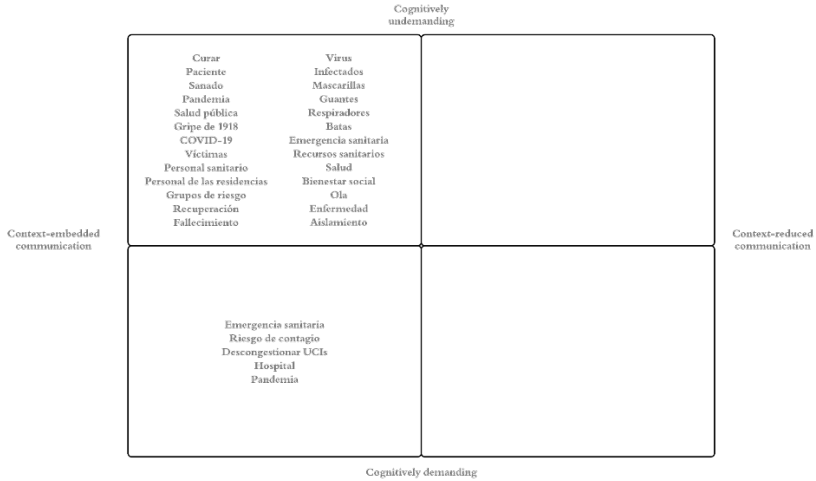 Cognitively
undemanding
Curar
Paciente
Sanado
Pandemia
Salud pública
Gripe de 1918
COVID-19
Víctimas
Personal sanitario
Personal de las residencias
Grupos de riesgo
Recuperación
Fallecimiento
Virus
Infectados
Mascarillas
Guantes
Respiradores
Batas
Emergencia sanitaria
Recursos sanitarios
Salud
Bienestar social
Ola
Enfermedad
Aislamiento
Context-embedded
communication
Context-reduced
communication
Emergencia sanitaria
Riesgo de contagio
Descongestionar UCIs
Hospital
Pandemia
Cognitively demanding